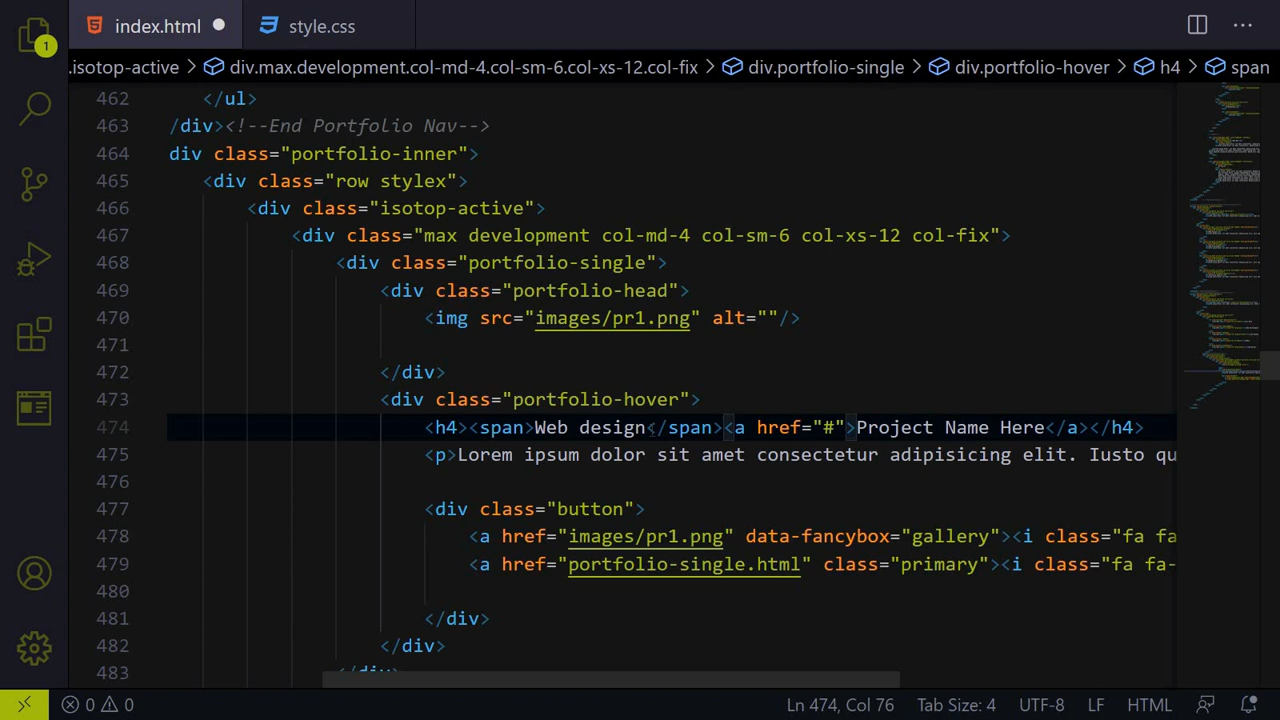 index.html
style.css
1
.isotop-active > div.max.development.col-md-4.col-sm-6.col-xs-12.col-fix > div.portfolio-single > div.portfolio-hover > h4 > span
462 </ul>
463 /div><!--End Portfolio Nav-->
464 div class="portfolio-inner">
465 <div class="row stylex">
466 <div class="isotop-active">
467 <div class="max development col-md-4 col-sm-6 col-xs-12 col-fix">
468 <div class="portfolio-single">
469 <div class="portfolio-head">
470 <img src="images/pr1.png" alt=""/>
471
472 </div>
473 <div class="portfolio-hover">
474 <h4><span>Web design</span><a href="#">Project Name Here</a></h4>
475 <p>Lorem ipsum dolor sit amet consectetur adipisicing elit. Iusto qu
476
477 <div class="button">
478 <a href="images/pr1.png" data-fancybox="gallery"><i class="fa fa
479 <a href="portfolio-single.html" class="primary"><i class="fa fa-
480
481 </div>
482 </div>
483 </div>
0 0 Ln 474, Col 76 Tab Size: 4 UTF-8 LF HTML